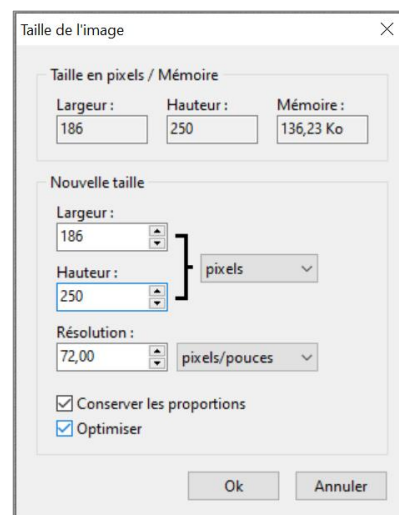 Taille de l'image
Taille en pixels / Mémoire
Largeur : Hauteur : Mémoire :
186 250 136,23 Ko
Nouvelle taille
Largeur :
186
pixels
Hauteur :
250
Résolution :
72,00 pixels/pouces
Conserver les proportions
Optimiser
Ok Annuler